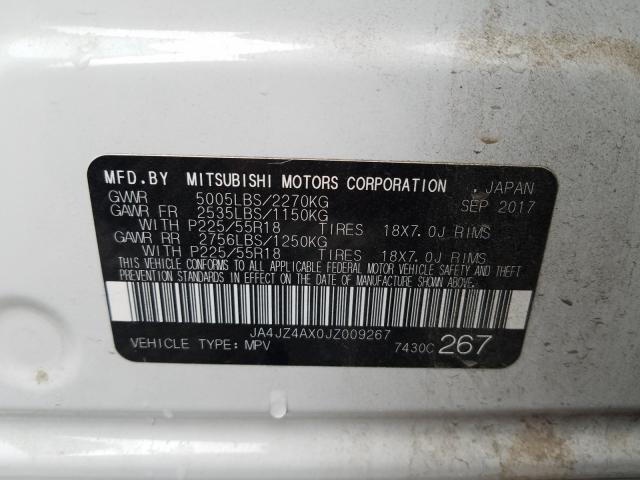 MFD.BY MITSUBISHI MOTORS CORPORATION , JAPAN
GVWR 5005LBS/2270KG SEP 2017
GAWR FR 2535LBS/1150KG
WITH P225/55R18 TIRES 18X7.0J RIMS
GAWR RR 2756LBS/1250KG
WITH P225/55R18 TIRES 18X7.0J RIMS
THIS VEHICLE CONFORMS TO ALL APPLICABLE FEDERAL MOTOR VEHICLE SAFETY AND THEFT
PREVENTION STANDARDS IN EFFECT ON THE DATE OF MANUFACTURE SHOWN ABOVE.
JA4JZ4AX0JZ009267
VEHICLE TYPE: MPV 7430C 267